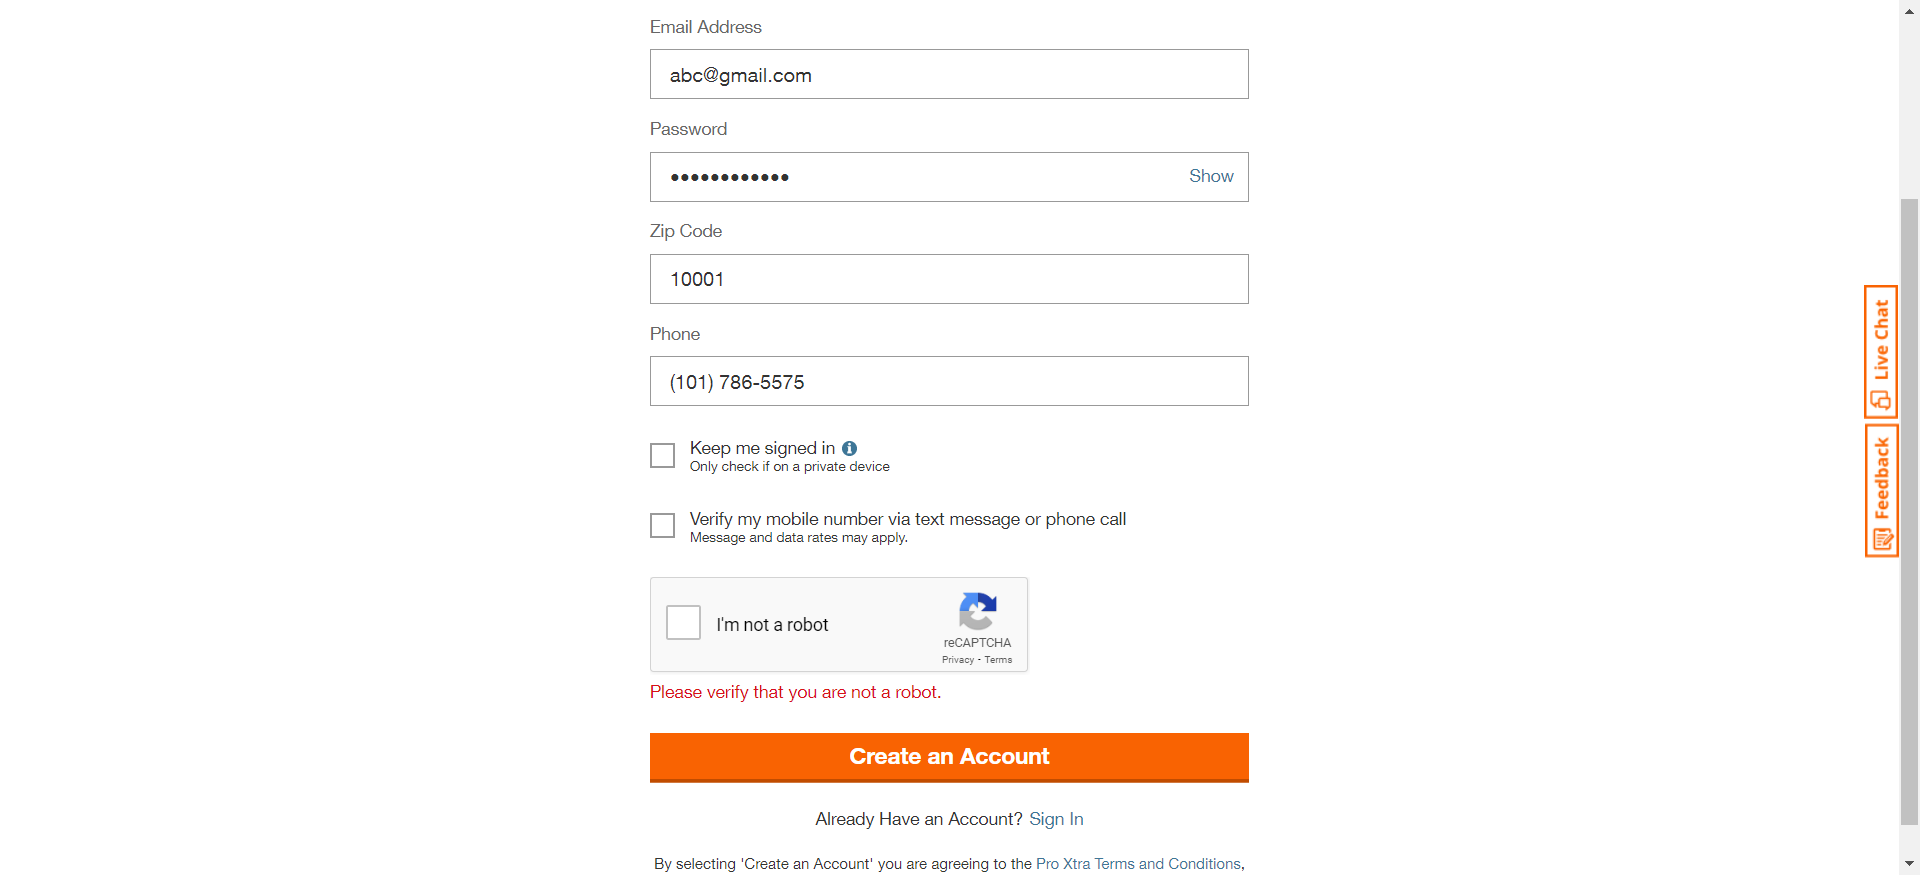 Email Address
abc@gmail.com
Password
••••••••••••
Show
Zip Code
10001
Phone
(101) 786-5575
Keep me signed in
Only check if on a private device
Verify my mobile number via text message or phone call
Message and data rates may apply.
I'm not a robot
reCAPTCHA
Privacy - Terms
Please verify that you are not a robot.
Create an Account
Already Have an Account? Sign In
By selecting 'Create an Account' you are agreeing to the Pro Xtra Terms and Conditions,
Live Chat
Feedback